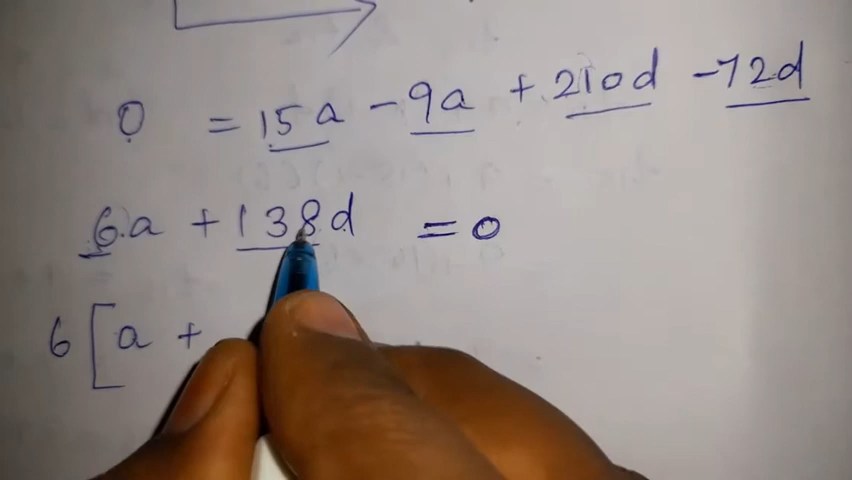 0 = 15a - 9a + 210d - 72d
6a + 138d = 0
6[a +